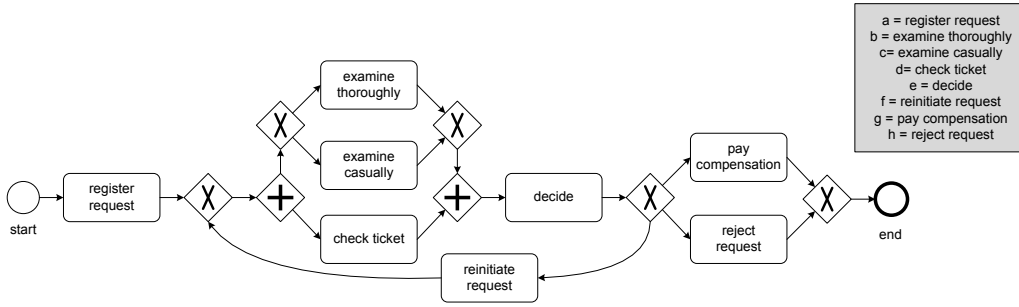 a = register request
b = examine thoroughly
c= examine casually
d= check ticket
e = decide
f = reinitiate request
g = pay compensation
h = reject request
start
register
request
examine
thoroughly
examine
casually
check ticket
decide
reinitiate
request
pay
compensation
reject
request
end